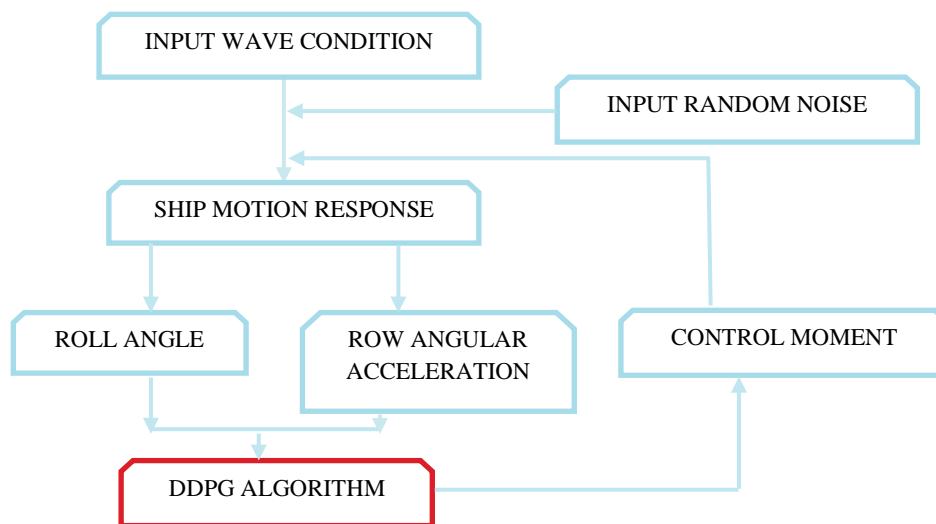 INPUT WAVE CONDITION
INPUT RANDOM NOISE
SHIP MOTION RESPONSE
ROLL ANGLE
ROW ANGULAR
ACCELERATION
CONTROL MOMENT
DDPG ALGORITHM